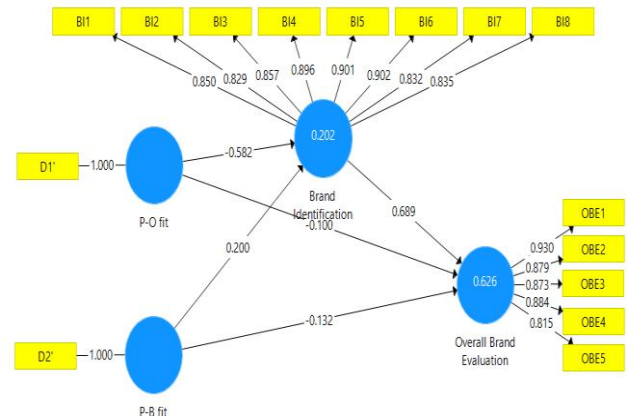 BI1 BI2 BI3 BI4 BI5 BI6 BI7 BI8
0.850 0.829 0.857 0.896 0.901 0.902 0.832 0.835
0.202
D1' 1.000 -0.582
Brand
Identification
P-O fit
-0.100
0.689
0.200
OBE1
0.930
OBE2
0.879
0.626
0.873
OBE3
0.884
OBE4
0.815
OBE5
-0.132
Overall Brand
Evaluation
D2' 1.000
P-B fit